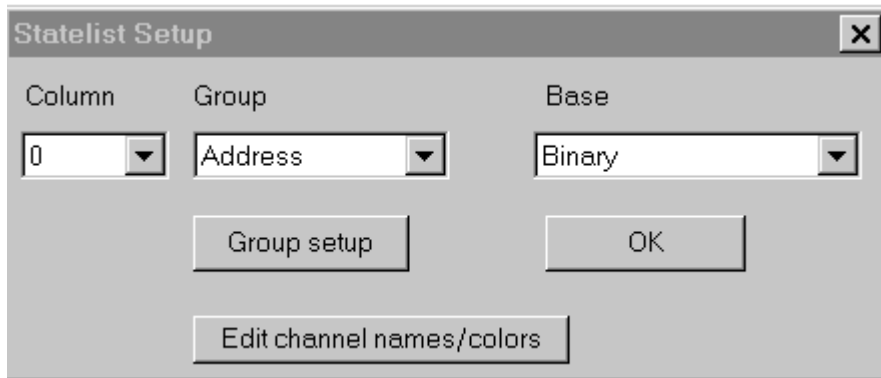 Statelist Setup
Column Group Base
0 Address Binary
Group setup OK
Edit channel names/colors